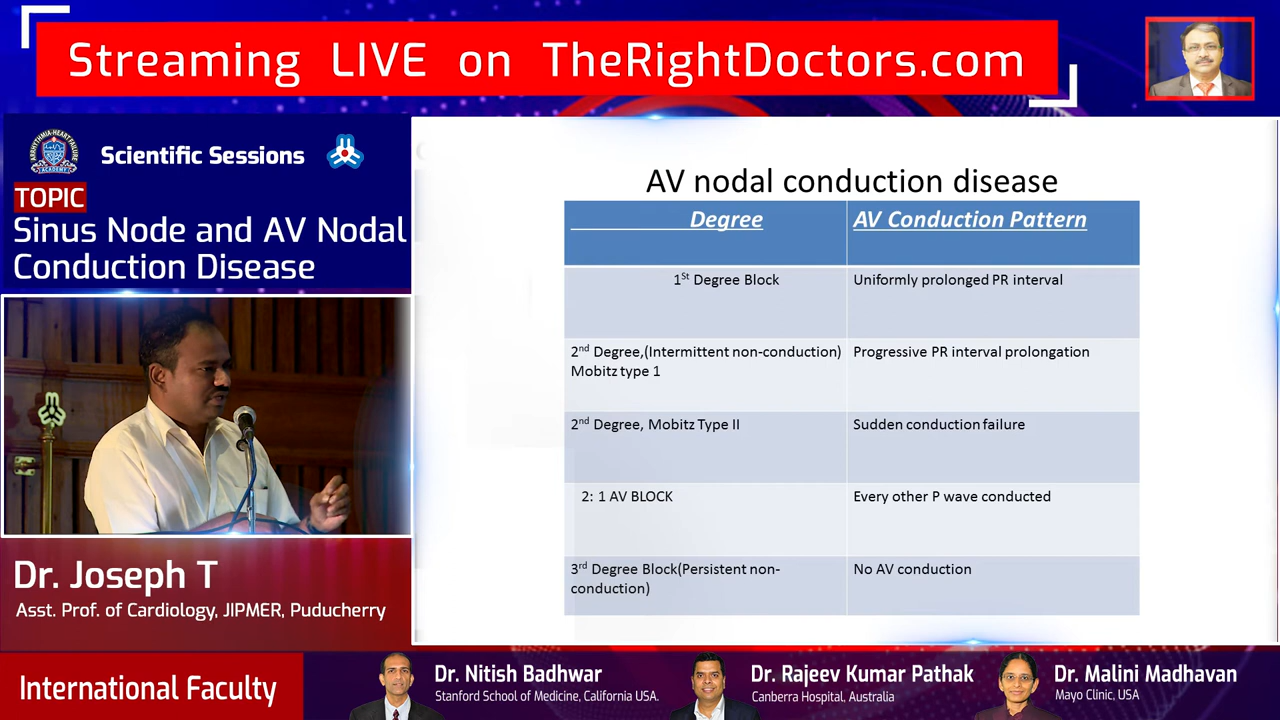 Streaming LIVE on TheRightDoctors.com
Scientific Sessions
TOPIC
Sinus Node and AV Nodal
Conduction Disease
AV nodal conduction disease
Degree
AV Conduction Pattern
1St Degree Block
Uniformly prolonged PR interval
2nd Degree,(Intermittent non-conduction)
Mobitz type 1
Progressive PR interval prolongation
2nd Degree, Mobitz Type II
Sudden conduction failure
2: 1 AV BLOCK
Every other P wave conducted
3rd Degree Block(Persistent non-
conduction)
No AV conduction
Dr. Joseph T
Asst. Prof. of Cardiology, JIPMER, Puducherry
International Faculty
Dr. Nitish Badhwar
Stanford School of Medicine, California USA.
Dr. Rajeev Kumar Pathak
Canberra Hospital, Australia
Dr. Malini Madhavan
Mayo Clinic, USA